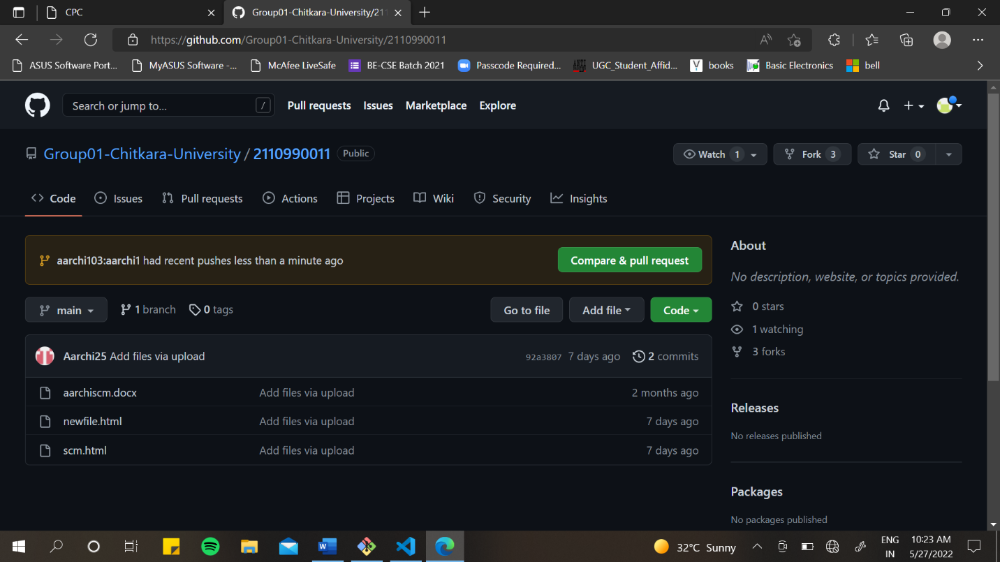 CPC
Group01-Chitkara-University/211
https://github.com/Group01-Chitkara-University/2110990011
ASUS Software Port... MyASUS Software -... McAfee LiveSafe BE-CSE Batch 2021 Passcode Required... UGC_Student_Affid... books Basic Electronics bell
Search or jump to... / Pull requests Issues Marketplace Explore
Group01-Chitkara-University / 2110990011 Public
Watch 1 Fork 3 Star 0
Code Issues Pull requests Actions Projects Wiki Security Insights
aarchi103:aarchi1 had recent pushes less than a minute ago Compare & pull request
main 1 branch 0 tags Go to file Add file Code
Aarchi25 Add files via upload 92a3807 7 days ago 2 commits
aarchiscm.docx Add files via upload 2 months ago
newfile.html Add files via upload 7 days ago
scm.html Add files via upload 7 days ago
About
No description, website, or topics provided.
0 stars
1 watching
3 forks
Releases
No releases published
Packages
No packages published
32°C Sunny
ENG
IN
10:23 AM
5/27/2022